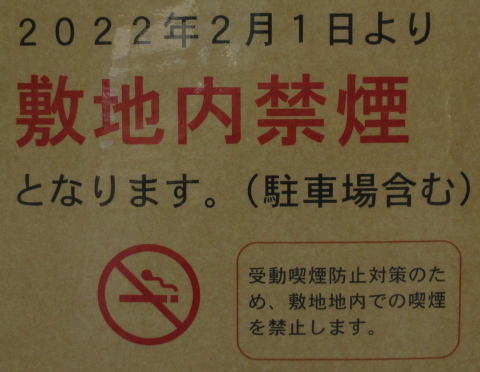 ２０２２年２月１日より
敷地内禁煙
となります。（駐車場含む）
受動喫煙防止対策のた
め、敷地地内での喫煙
を禁止します。